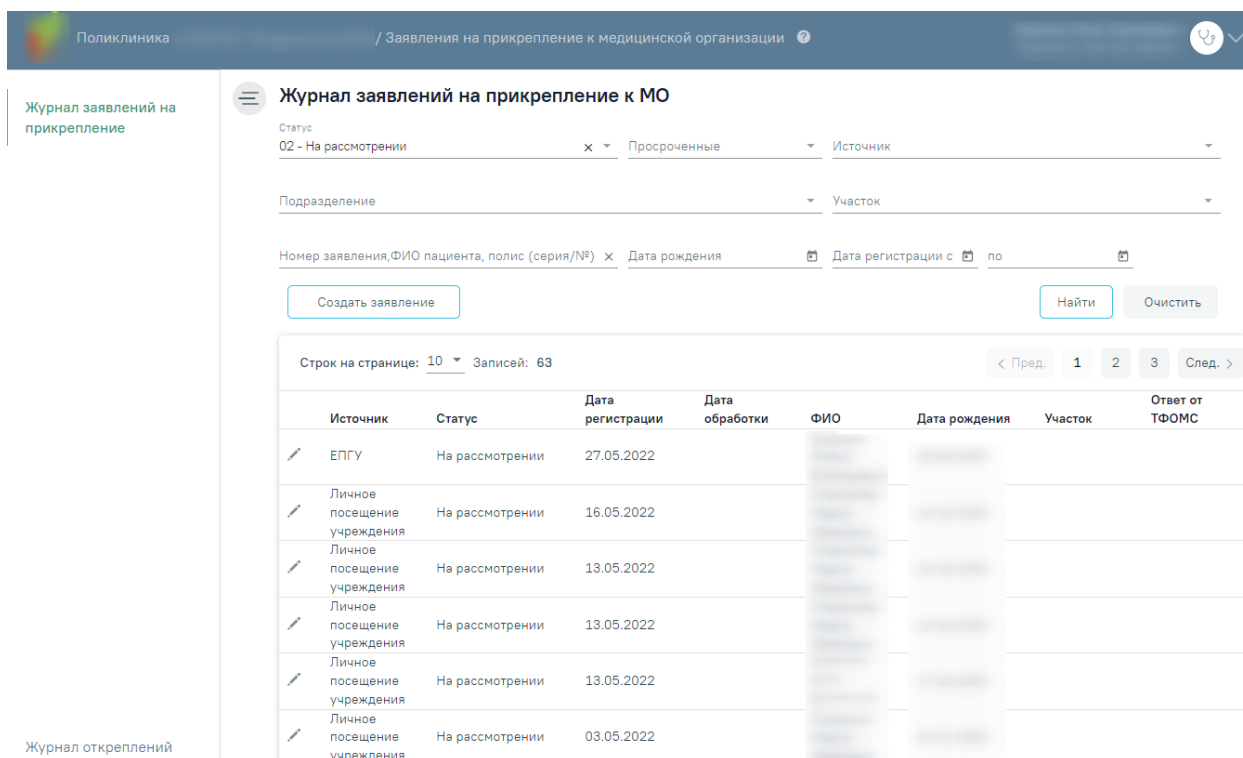 Поликлиника / Заявления на прикрепление к медицинской организации ?
Журнал заявлений на
прикрепление
Журнал заявлений на прикрепление к МО
Статус
02 - На рассмотрении × Просроченные Источник
Подразделение Участок
Номер заявления,ФИО пациента, полис (серия/№) × Дата рождения Дата регистрации с по
Создать заявление Найти Очистить
Строк на странице: 10 Записей: 63 < Пред. 1 2 3 След. >
Источник Статус Дата регистрации Дата обработки ФИО Дата рождения Участок Ответ от ТФОМС
ЕПГУ На рассмотрении 27.05.2022
Личное посещение учреждения На рассмотрении 16.05.2022
Личное посещение учреждения На рассмотрении 13.05.2022
Личное посещение учреждения На рассмотрении 13.05.2022
Личное посещение учреждения На рассмотрении 13.05.2022
Личное посещение учреждения На рассмотрении 03.05.2022
Журнал откреплений